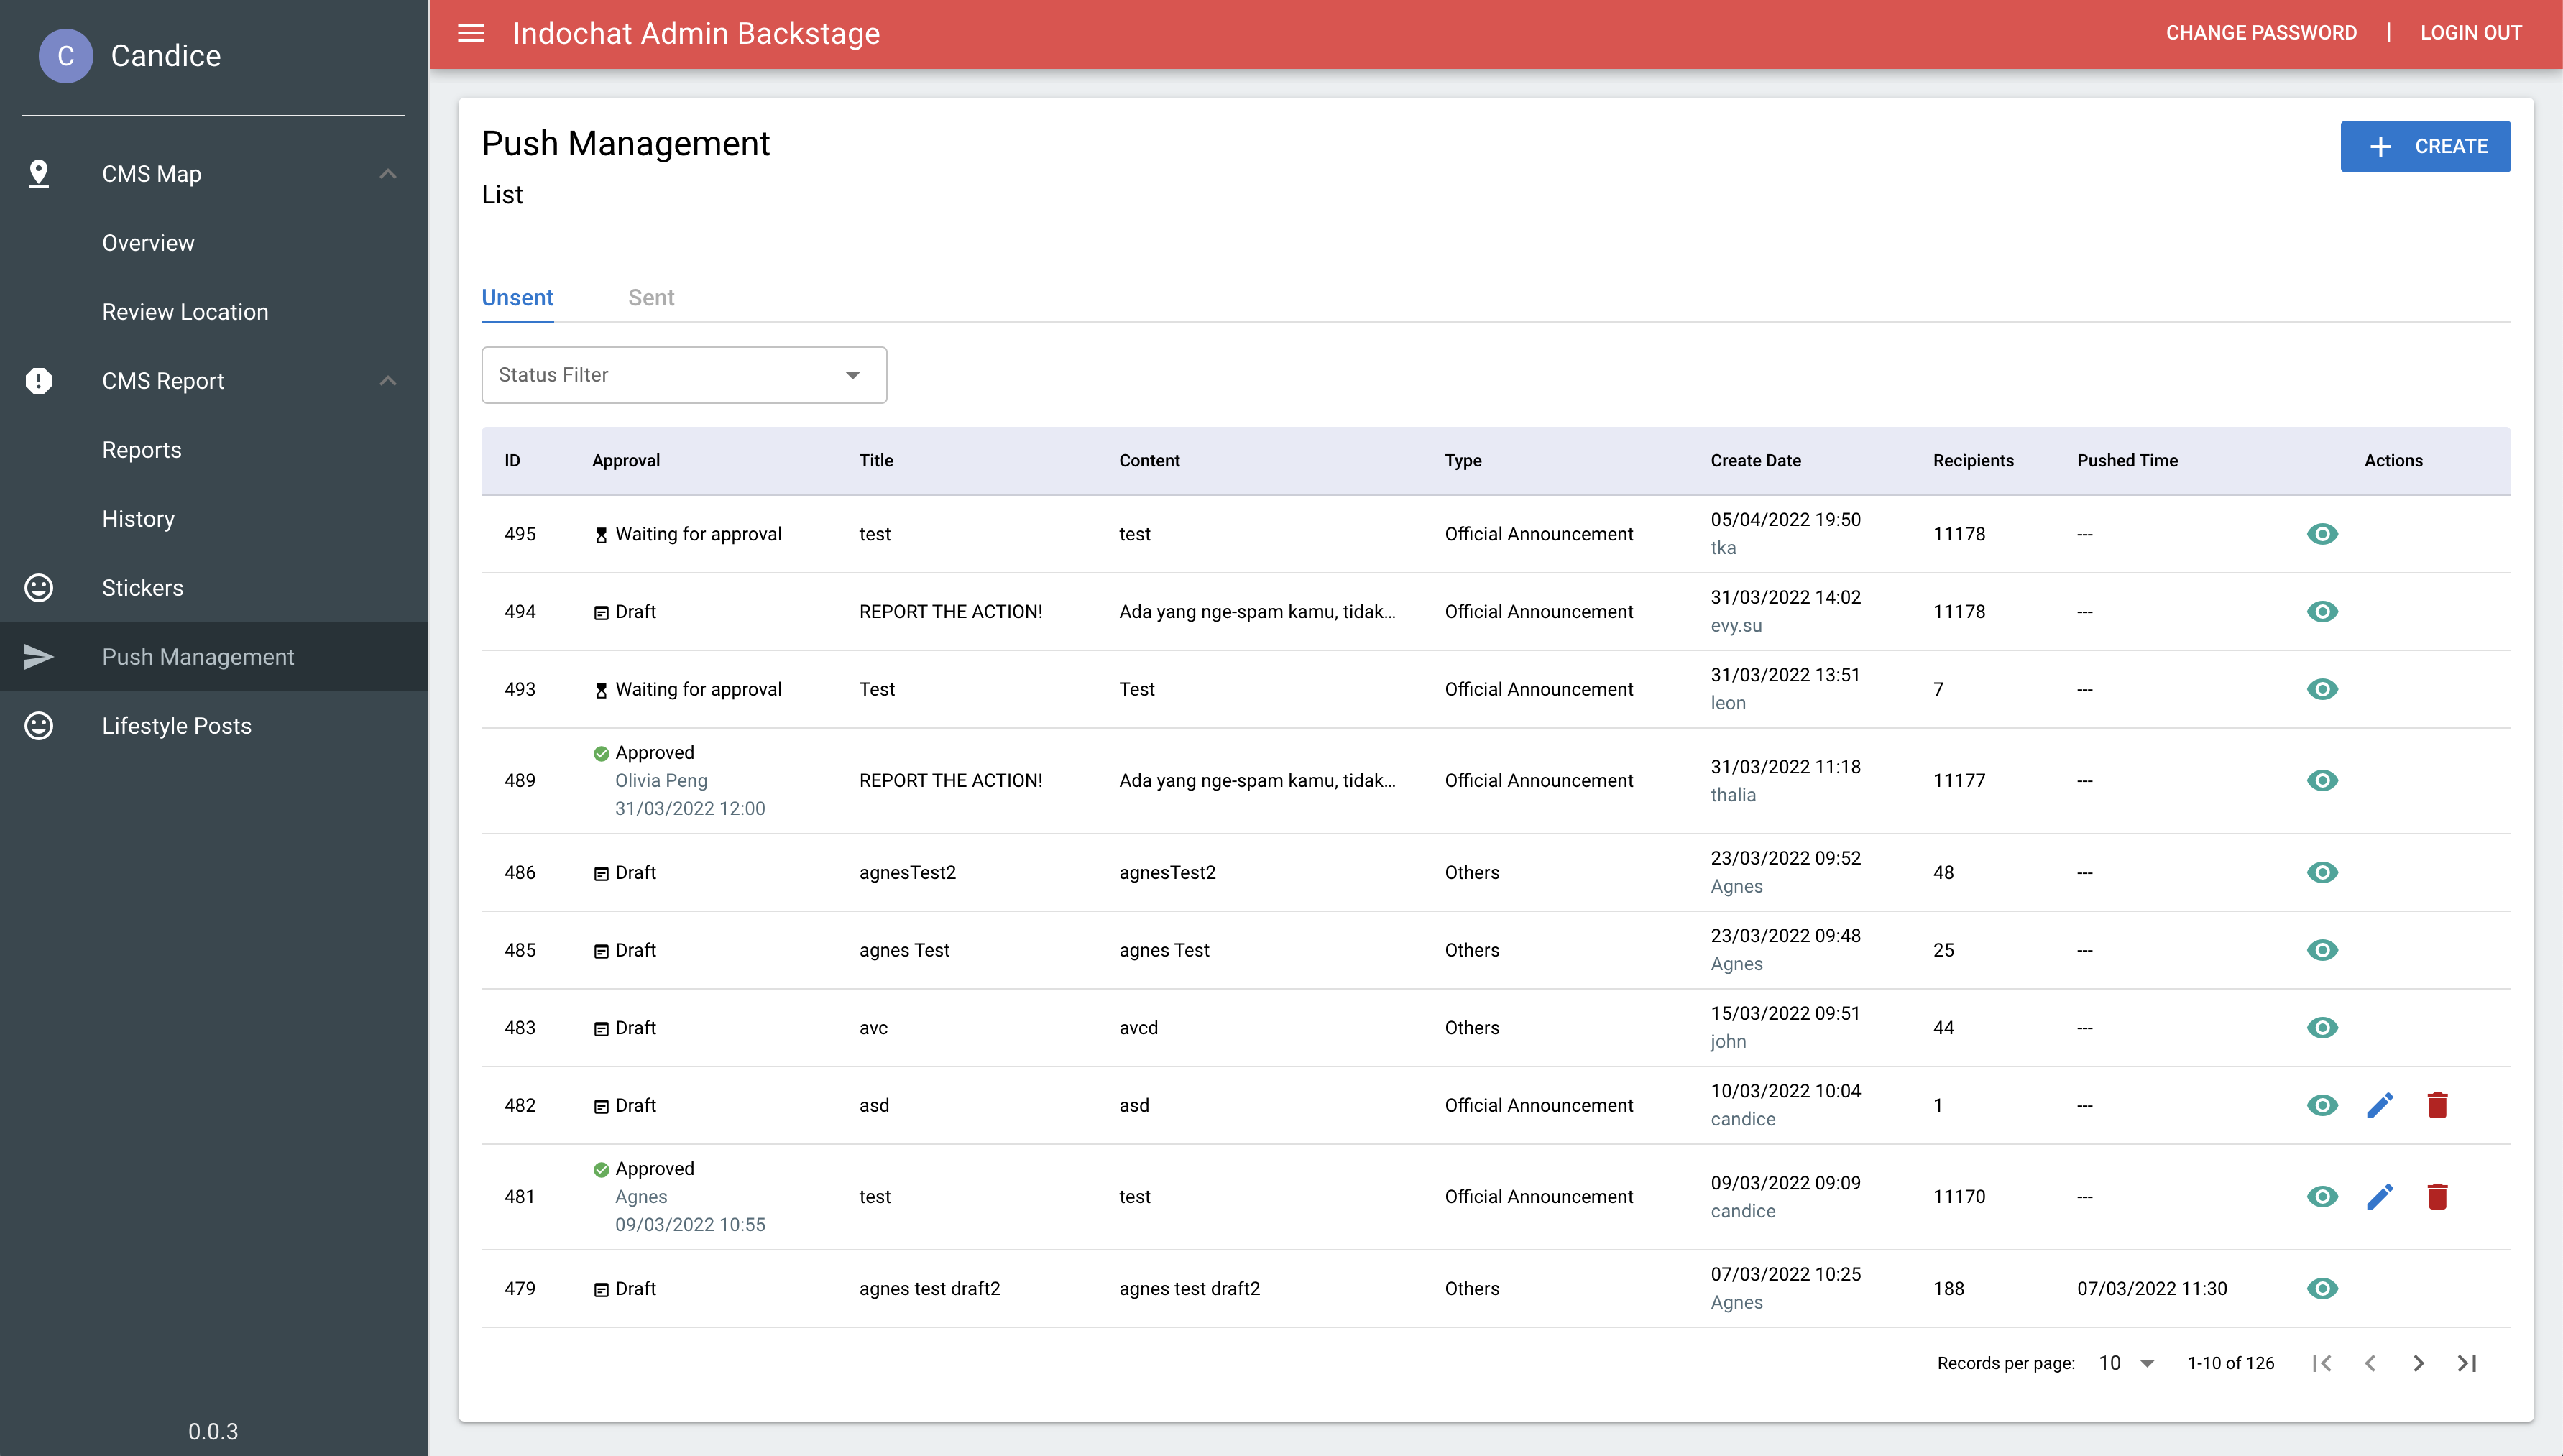 C
Candice
CMS Map
Overview
Review Location
CMS Report
Reports
History
Stickers
Push Management
Lifestyle Posts
0.0.3
Indochat Admin Backstage
CHANGE PASSWORD | LOGIN OUT
Push Management
CREATE
List
Unsent Sent
Status Filter
ID Approval Title Content Type Create Date Recipients Pushed Time Actions
495 Waiting for approval test test Official Announcement 05/04/2022 19:50 11178 ---
tka
494 Draft REPORT THE ACTION! Ada yang nge-spam kamu, tidak... Official Announcement 31/03/2022 14:02 11178 ---
evy.su
493 Waiting for approval Test Test Official Announcement 31/03/2022 13:51 7 ---
leon
489 Approved REPORT THE ACTION! Ada yang nge-spam kamu, tidak... Official Announcement 31/03/2022 11:18 11177 ---
Olivia Peng thalia
31/03/2022 12:00
486 Draft agnesTest2 agnesTest2 Others 23/03/2022 09:52 48 ---
Agnes
485 Draft agnes Test agnes Test Others 23/03/2022 09:48 25 ---
Agnes
483 Draft avc avcd Others 15/03/2022 09:51 44 ---
john
482 Draft asd asd Official Announcement 10/03/2022 10:04 1 ---
candice
481 Approved test test Official Announcement 09/03/2022 09:09 11170 ---
Agnes candice
09/03/2022 10:55
479 Draft agnes test draft2 agnes test draft2 Others 07/03/2022 10:25 188 07/03/2022 11:30
Agnes
Records per page: 10 1-10 of 126